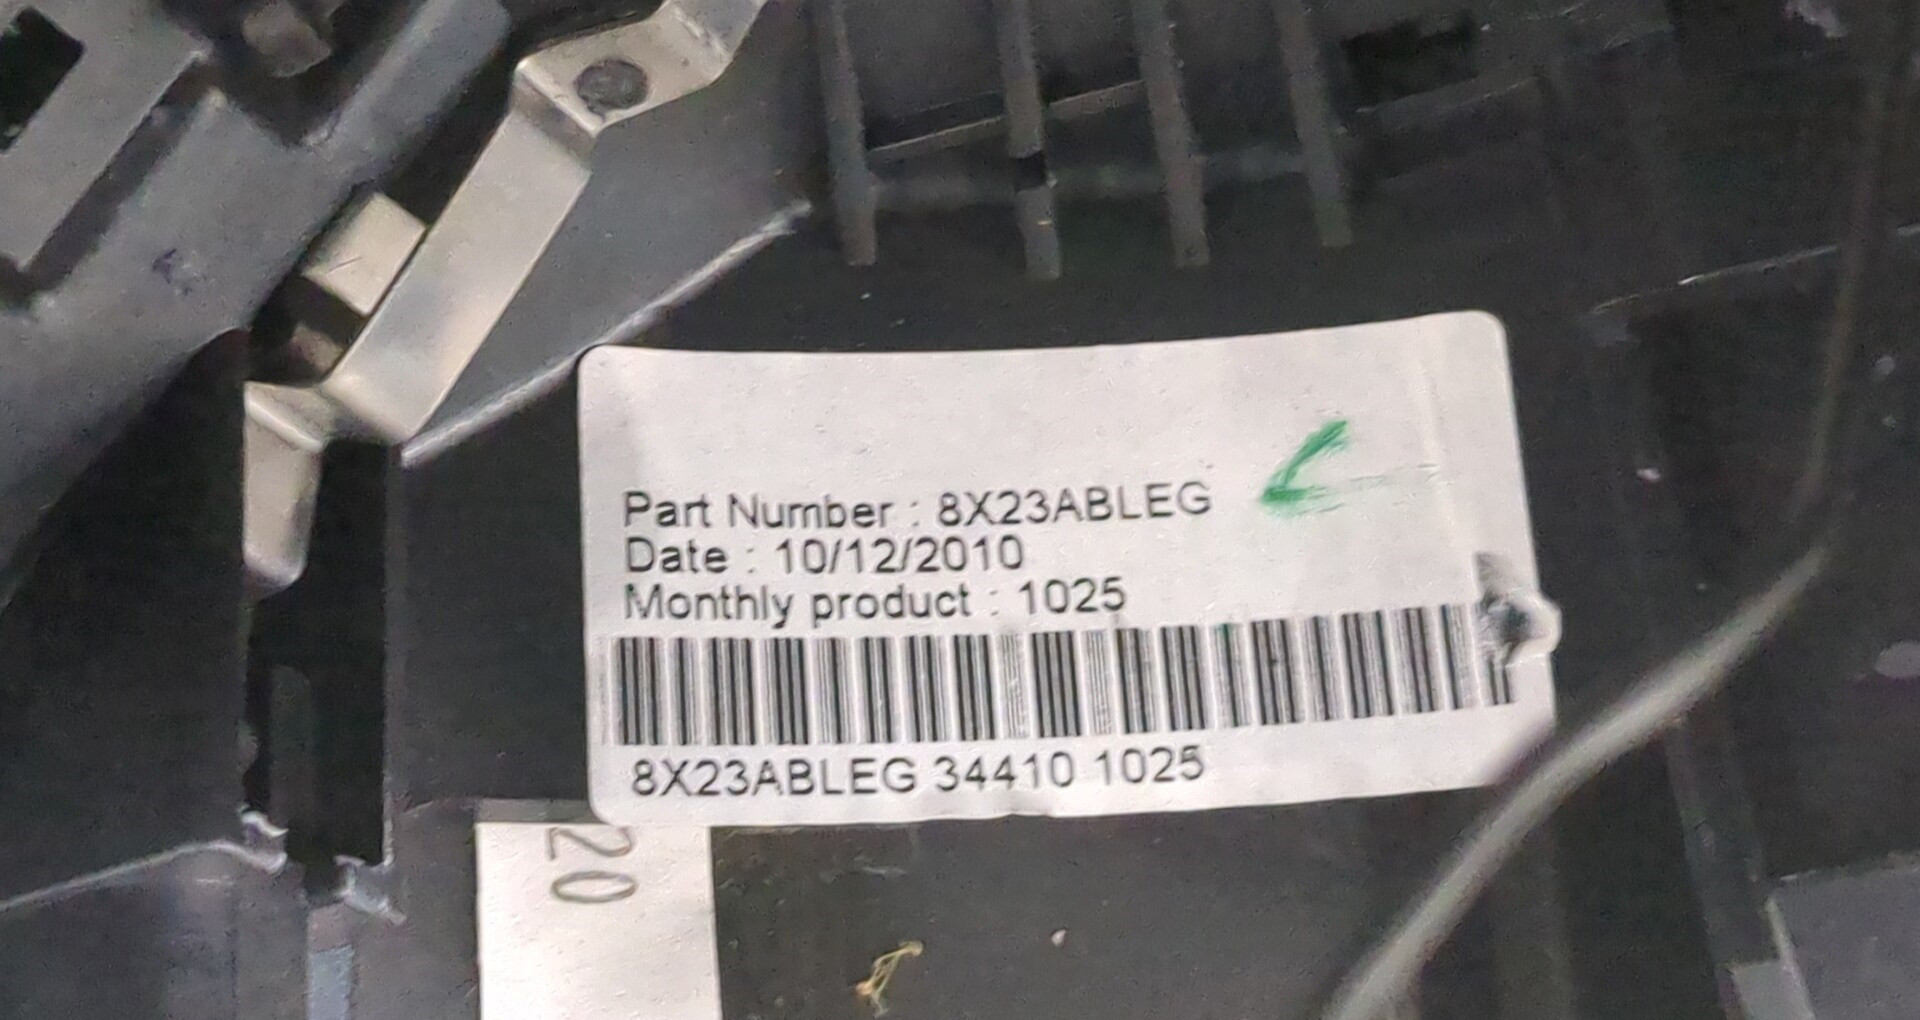 Part Number : 8X23ABLEG
Date : 10/12/2010
Monthly product : 1025
8X23ABLEG 34410 1025
20